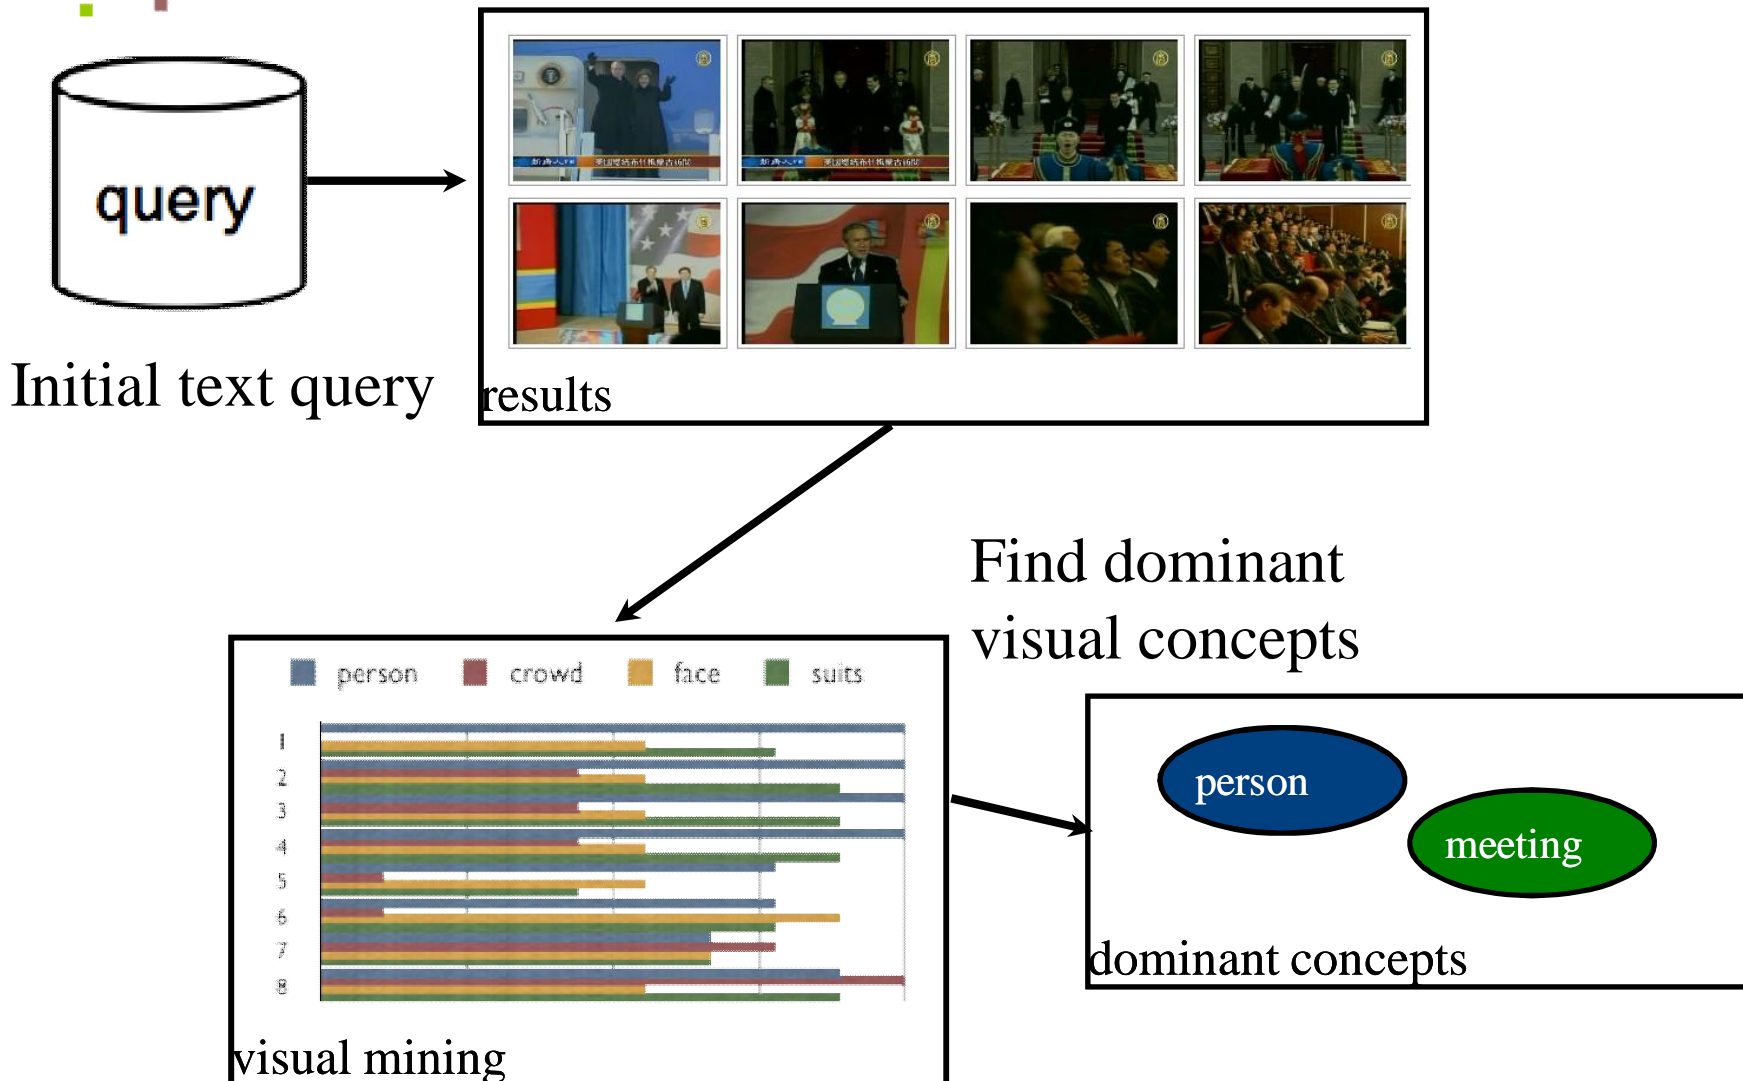 query
Initial text query
results
Find dominant
visual concepts
person crowd face suits
1
2
3
4
5
6
7
8
visual mining
person
meeting
dominant concepts